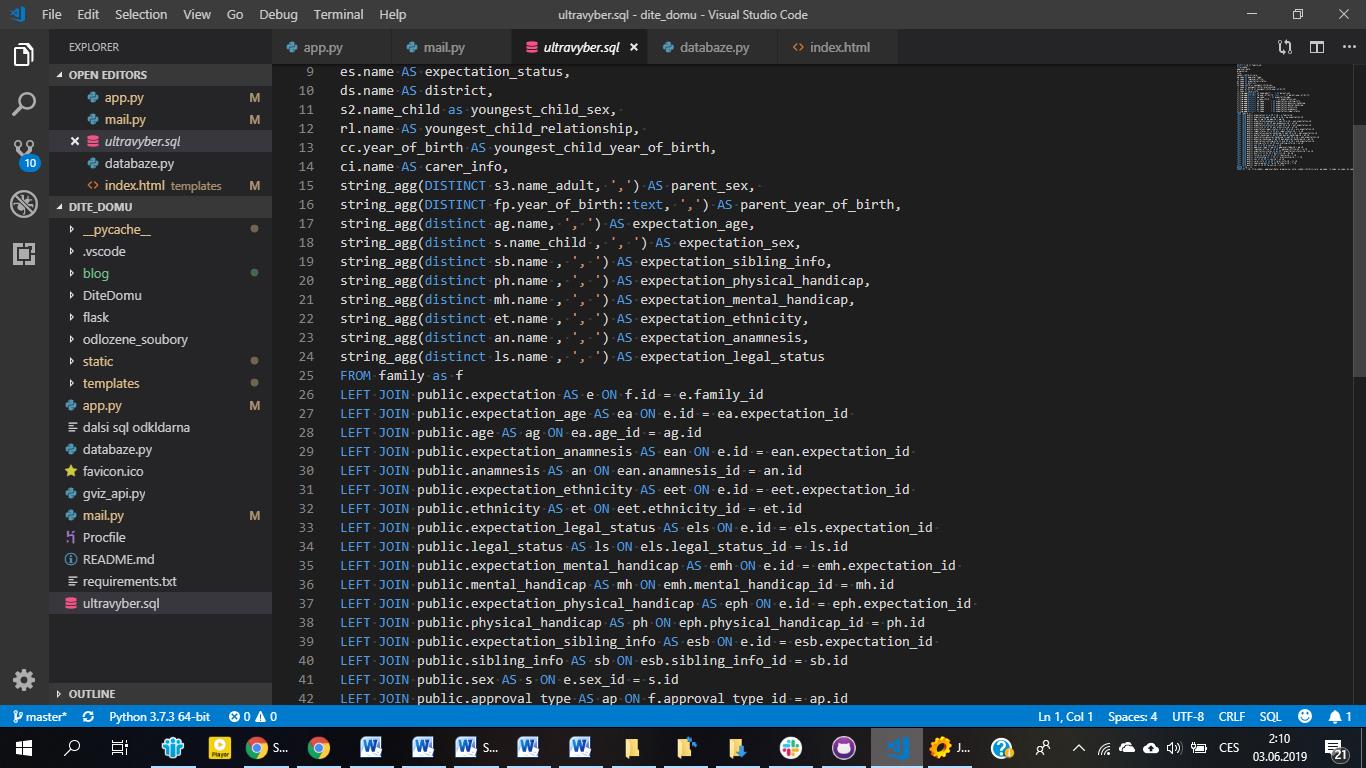 File Edit Selection View Go Debug Terminal Help
ultravyber.sql - dite_domu - Visual Studio Code
EXPLORER
OPEN EDITORS
app.py M
mail.py M
ultravyber.sql
databaze.py
index.html templates M
10
DITE_DOMU
__pycache__
.vscode
blog
DiteDomu
flask
odlozene_soubory
static
templates
app.py M
dalsi sql odkldarna
databaze.py
favicon.ico
gviz_api.py
mail.py M
Procfile
README.md
requirements.txt
ultravyber.sql
OUTLINE
app.py mail.py ultravyber.sql databaze.py index.html
9 es.name AS expectation_status,
10 ds.name AS district,
11 s2.name_child as youngest_child_sex,
12 rl.name AS youngest_child_relationship,
13 cc.year_of_birth AS youngest_child_year_of_birth,
14 ci.name AS carer_info,
15 string_agg(DISTINCT s3.name_adult, ',') AS parent_sex,
16 string_agg(DISTINCT fp.year_of_birth::text, ',') AS parent_year_of_birth,
17 string_agg(distinct ag.name, ', ') AS expectation_age,
18 string_agg(distinct s.name_child , ', ') AS expectation_sex,
19 string_agg(distinct sb.name , ', ') AS expectation_sibling_info,
20 string_agg(distinct ph.name , ', ') AS expectation_physical_handicap,
21 string_agg(distinct mh.name , ', ') AS expectation_mental_handicap,
22 string_agg(distinct et.name , ', ') AS expectation_ethnicity,
23 string_agg(distinct an.name , ', ') AS expectation_anamnesis,
24 string_agg(distinct ls.name , ', ') AS expectation_legal_status
25 FROM family as f
26 LEFT JOIN public.expectation AS e ON f.id = e.family_id
27 LEFT JOIN public.expectation_age AS ea ON e.id = ea.expectation_id
28 LEFT JOIN public.age AS ag ON ea.age_id = ag.id
29 LEFT JOIN public.expectation_anamnesis AS ean ON e.id = ean.expectation_id
30 LEFT JOIN public.anamnesis AS an ON ean.anamnesis_id = an.id
31 LEFT JOIN public.expectation_ethnicity AS eet ON e.id = eet.expectation_id
32 LEFT JOIN public.ethnicity AS et ON eet.ethnicity_id = et.id
33 LEFT JOIN public.expectation_legal_status AS els ON e.id = els.expectation_id
34 LEFT JOIN public.legal_status AS ls ON els.legal_status_id = ls.id
35 LEFT JOIN public.expectation_mental_handicap AS emh ON e.id = emh.expectation_id
36 LEFT JOIN public.mental_handicap AS mh ON emh.mental_handicap_id = mh.id
37 LEFT JOIN public.expectation_physical_handicap AS eph ON e.id = eph.expectation_id
38 LEFT JOIN public.physical_handicap AS ph ON eph.physical_handicap_id = ph.id
39 LEFT JOIN public.expectation_sibling_info AS esb ON e.id = esb.expectation_id
40 LEFT JOIN public.sibling_info AS sb ON esb.sibling_info_id = sb.id
41 LEFT JOIN public.sex AS s ON e.sex_id = s.id
42 LEFT JOIN public.approval_type AS ap ON f.approval_type_id = ap.id
master* Python 3.7.3 64-bit 0 0 Ln 1, Col 1 Spaces: 4 UTF-8 CRLF SQL 1
Player S... S... J... CES 2:10
03.06.2019 21